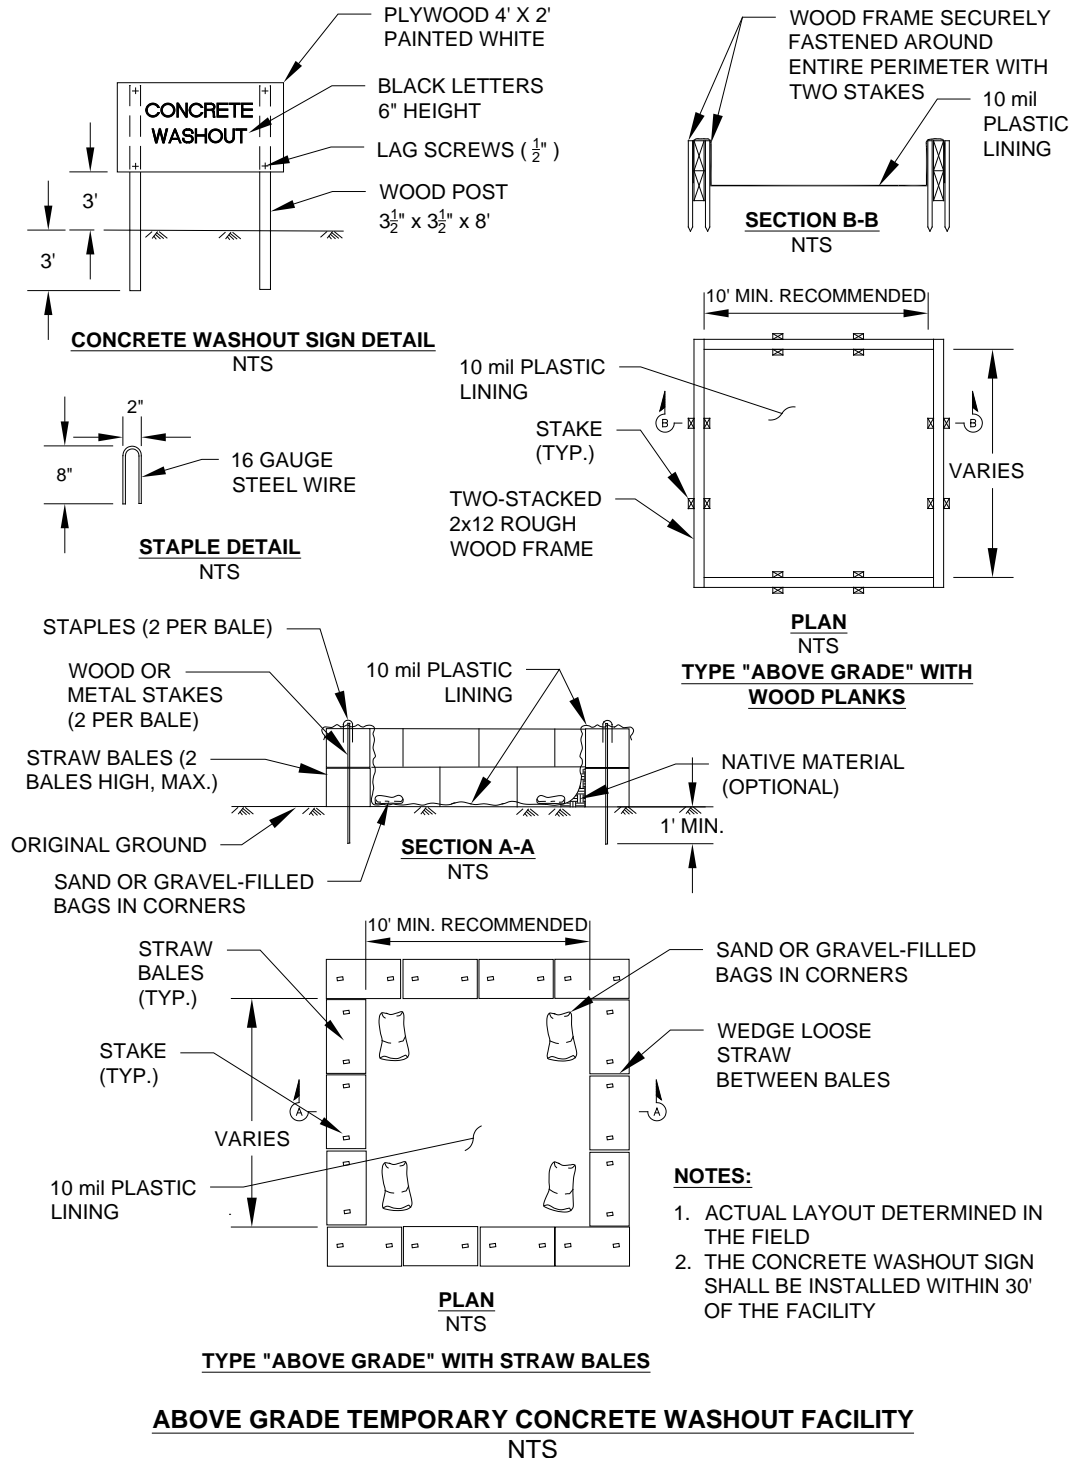 PLYWOOD 4' X 2'
PAINTED WHITE
CONCRETE
WASHOUT
BLACK LETTERS
6" HEIGHT
LAG SCREWS ( 1/2" )
WOOD POST
3 1/2" x 3 1/2" x 8'
3'
3'
CONCRETE WASHOUT SIGN DETAIL
NTS
WOOD FRAME SECURELY
FASTENED AROUND
ENTIRE PERIMETER WITH
TWO STAKES
10 mil
PLASTIC
LINING
SECTION B-B
NTS
2"
8"
16 GAUGE
STEEL WIRE
STAPLE DETAIL
NTS
10' MIN. RECOMMENDED
10 mil PLASTIC
LINING
B
B
STAKE
(TYP.)
VARIES
TWO-STACKED
2x12 ROUGH
WOOD FRAME
PLAN
NTS
TYPE "ABOVE GRADE" WITH
WOOD PLANKS
STAPLES (2 PER BALE)
WOOD OR
METAL STAKES
(2 PER BALE)
10 mil PLASTIC
LINING
STRAW BALES (2
BALES HIGH, MAX.)
NATIVE MATERIAL
(OPTIONAL)
1' MIN.
ORIGINAL GROUND
SECTION A-A
NTS
SAND OR GRAVEL-FILLED
BAGS IN CORNERS
10' MIN. RECOMMENDED
STRAW
BALES
(TYP.)
SAND OR GRAVEL-FILLED
BAGS IN CORNERS
STAKE
(TYP.)
WEDGE LOOSE
STRAW
BETWEEN BALES
A
A
VARIES
10 mil PLASTIC
LINING
NOTES:
1. ACTUAL LAYOUT DETERMINED IN
THE FIELD
2. THE CONCRETE WASHOUT SIGN
SHALL BE INSTALLED WITHIN 30'
OF THE FACILITY
PLAN
NTS
TYPE "ABOVE GRADE" WITH STRAW BALES
ABOVE GRADE TEMPORARY CONCRETE WASHOUT FACILITY
NTS